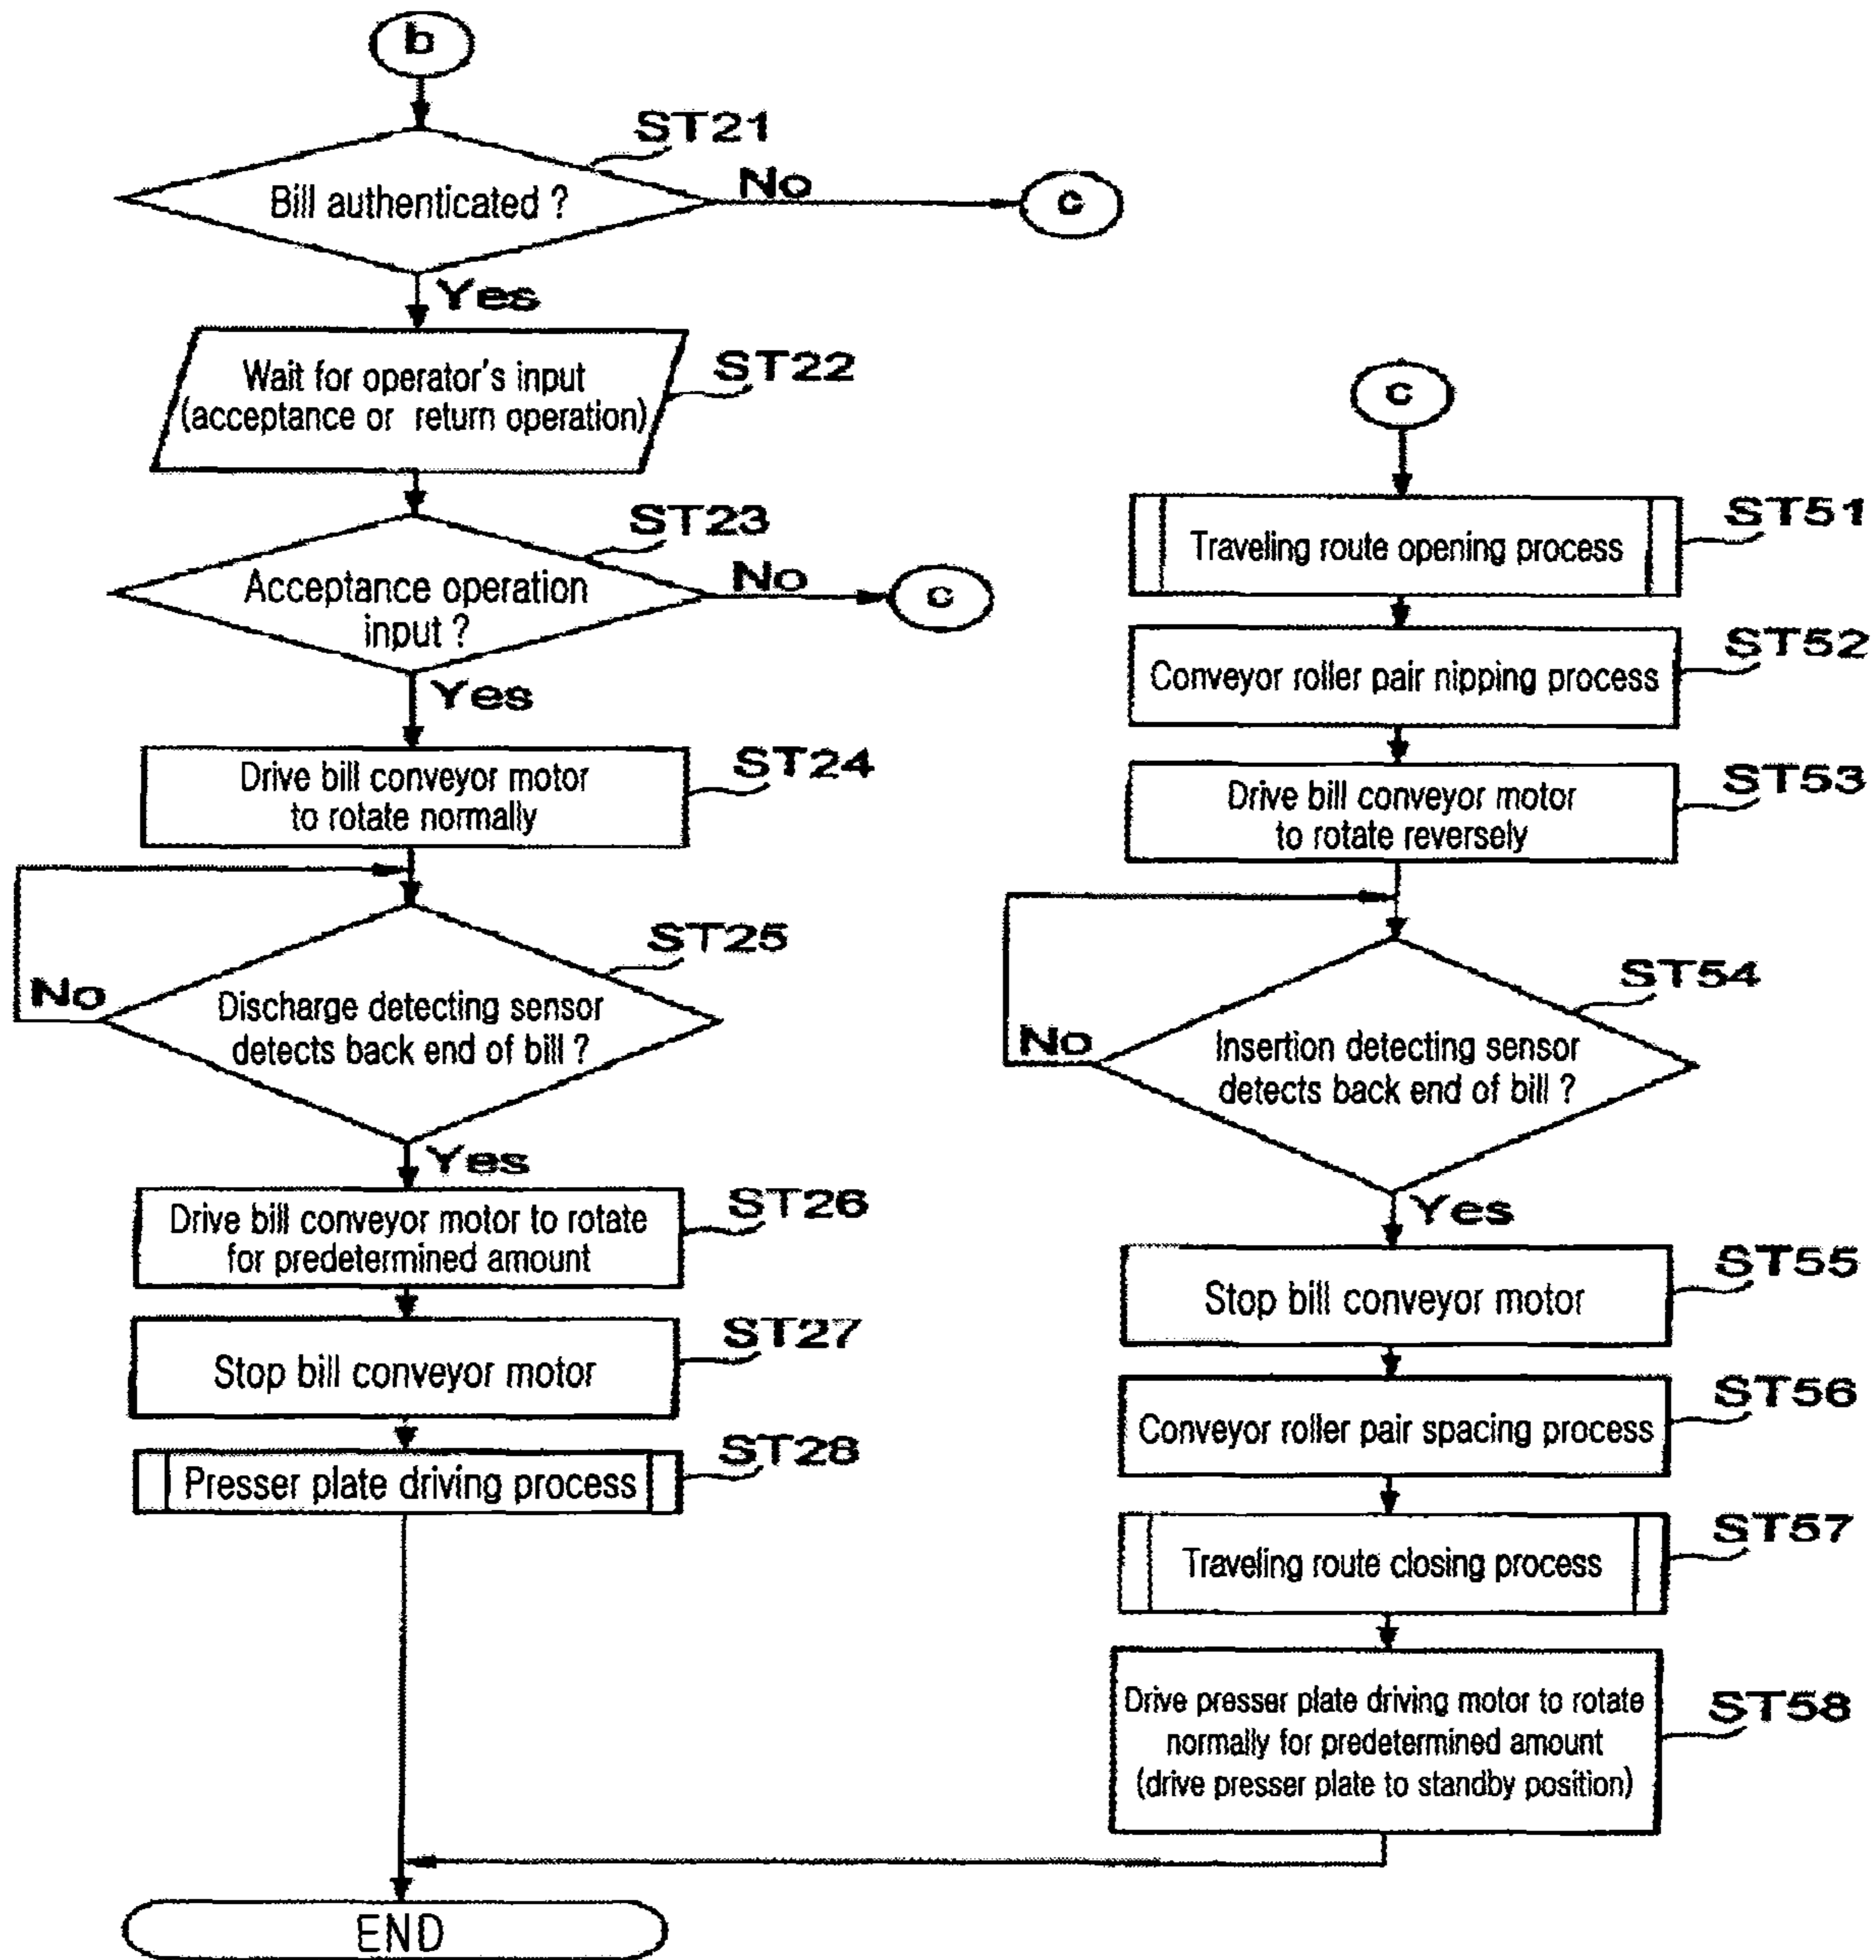 b
ST21
Bill authenticated ?
No
c
Yes
Wait for operator's input
(acceptance or return operation)
ST22
ST23
Acceptance operation
input ?
No
c
Yes
Drive bill conveyor motor
to rotate normally
ST24
ST25
Discharge detecting sensor
detects back end of bill ?
No
Yes
Drive bill conveyor motor to rotate
for predetermined amount
ST26
Stop bill conveyor motor
ST27
Presser plate driving process
ST28
c
Traveling route opening process
ST51
Conveyor roller pair nipping process
ST52
Drive bill conveyor motor
to rotate reversely
ST53
ST54
Insertion detecting sensor
detects back end of bill ?
No
Yes
Stop bill conveyor motor
ST55
Conveyor roller pair spacing process
ST56
Traveling route closing process
ST57
Drive presser plate driving motor to rotate
normally for predetermined amount
(drive presser plate to standby position)
ST58
END